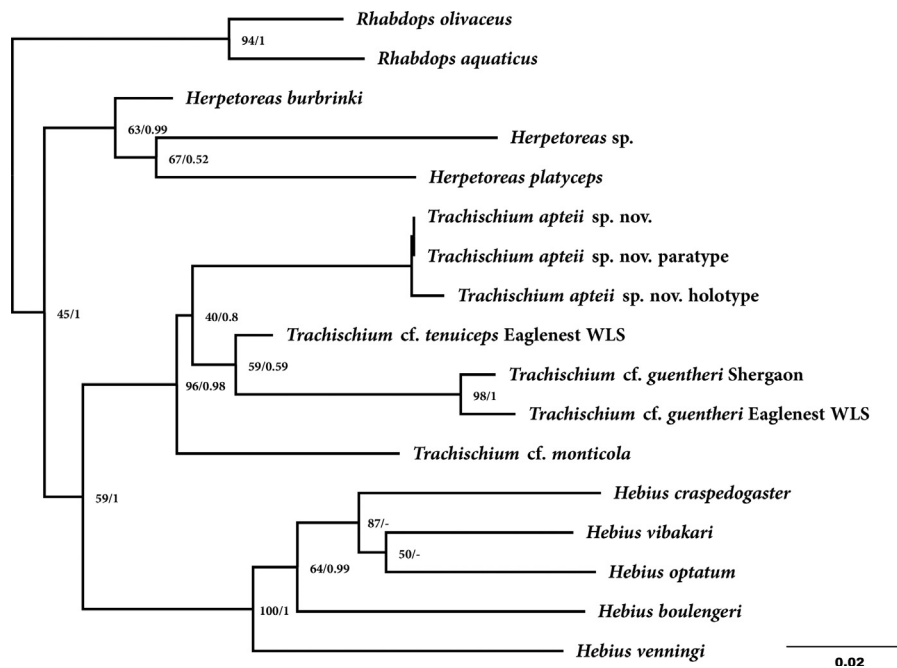 Rhabdops olivaceus
94/1
Rhabdops aquaticus
Herpetoreas burbrinki
63/0.99
Herpetoreas sp.
67/0.52
Herpetoreas platyceps
Trachischium apteii sp. nov.
Trachischium apteii sp. nov. paratype
Trachischium apteii sp. nov. holotype
45/1
40/0.8
Trachischium cf. tenuiceps Eaglenest WLS
59/0.59
Trachischium cf. guentheri Shergaon
96/0.98
98/1
Trachischium cf. guentheri Eaglenest WLS
Trachischium cf. monticola
59/1
Hebius craspedogaster
87/-
Hebius vibakari
50/-
64/0.99
Hebius optatum
100/1
Hebius boulengeri
Hebius venningi
0.02